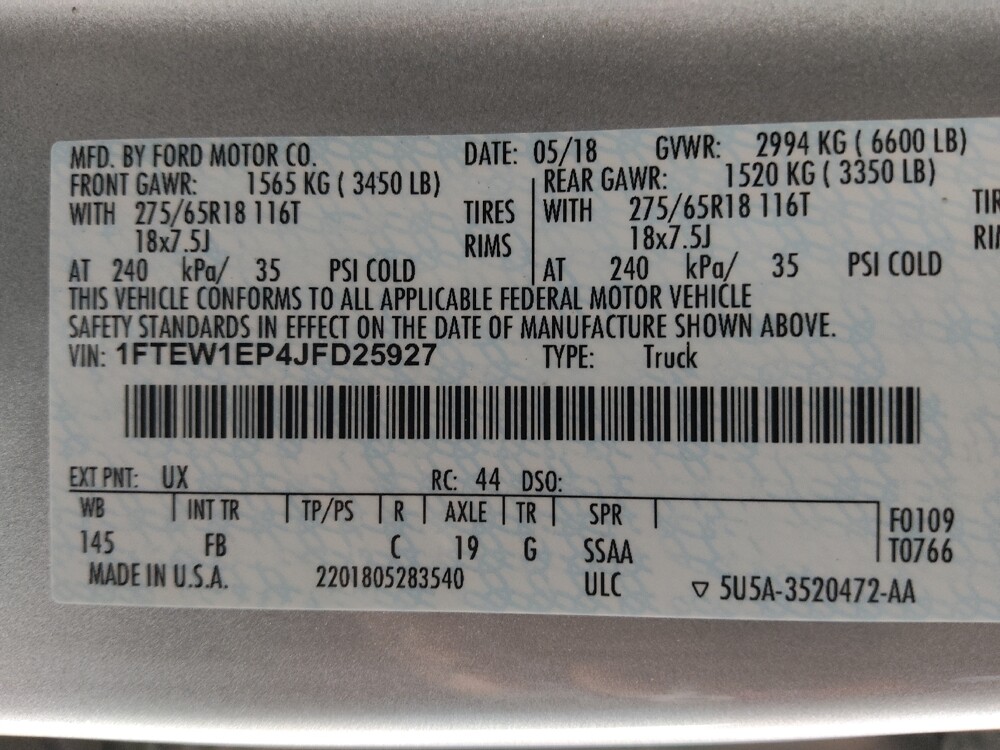 MFD. BY FORD MOTOR CO. DATE: 05/18 GVWR: 2994 KG ( 6600 LB)
FRONT GAWR: 1565 KG ( 3450 LB) REAR GAWR: 1520 KG ( 3350 LB)
WITH 275/65R18 116T TIRES WITH 275/65R18 116T TIR
18x7.5J RIMS 18x7.5J RI
AT 240 kPa/ 35 PSI COLD AT 240 kPa/ 35 PSI COLD
THIS VEHICLE CONFORMS TO ALL APPLICABLE FEDERAL MOTOR VEHICLE
SAFETY STANDARDS IN EFFECT ON THE DATE OF MANUFACTURE SHOWN ABOVE.
VIN: 1FTEW1EP4JFD25927 TYPE: Truck
EXT PNT: UX RC: 44 DSO:
WB INT TR TP/PS R AXLE TR SPR F0109
145 FB C 19 G SSAA T0766
MADE IN U.S.A. 2201805283540 ULC ▽ 5U5A-3520472-AA